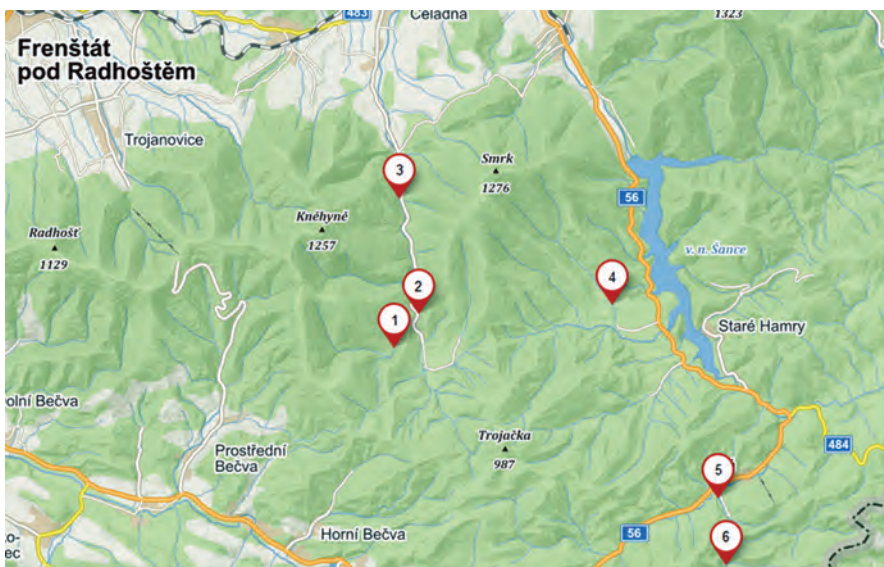 483
Čeladná
1323
Frenštát
pod Radhoštěm
Trojanovice
3
Smrk
1276
56
Kněhyně
1257
Radhošť
1129
v. n. Šance
2
4
1
Staré Hamry
olní Bečva
Trojačka
987
484
Prostřední
Bečva
5
56
Horní Bečva
6
ec